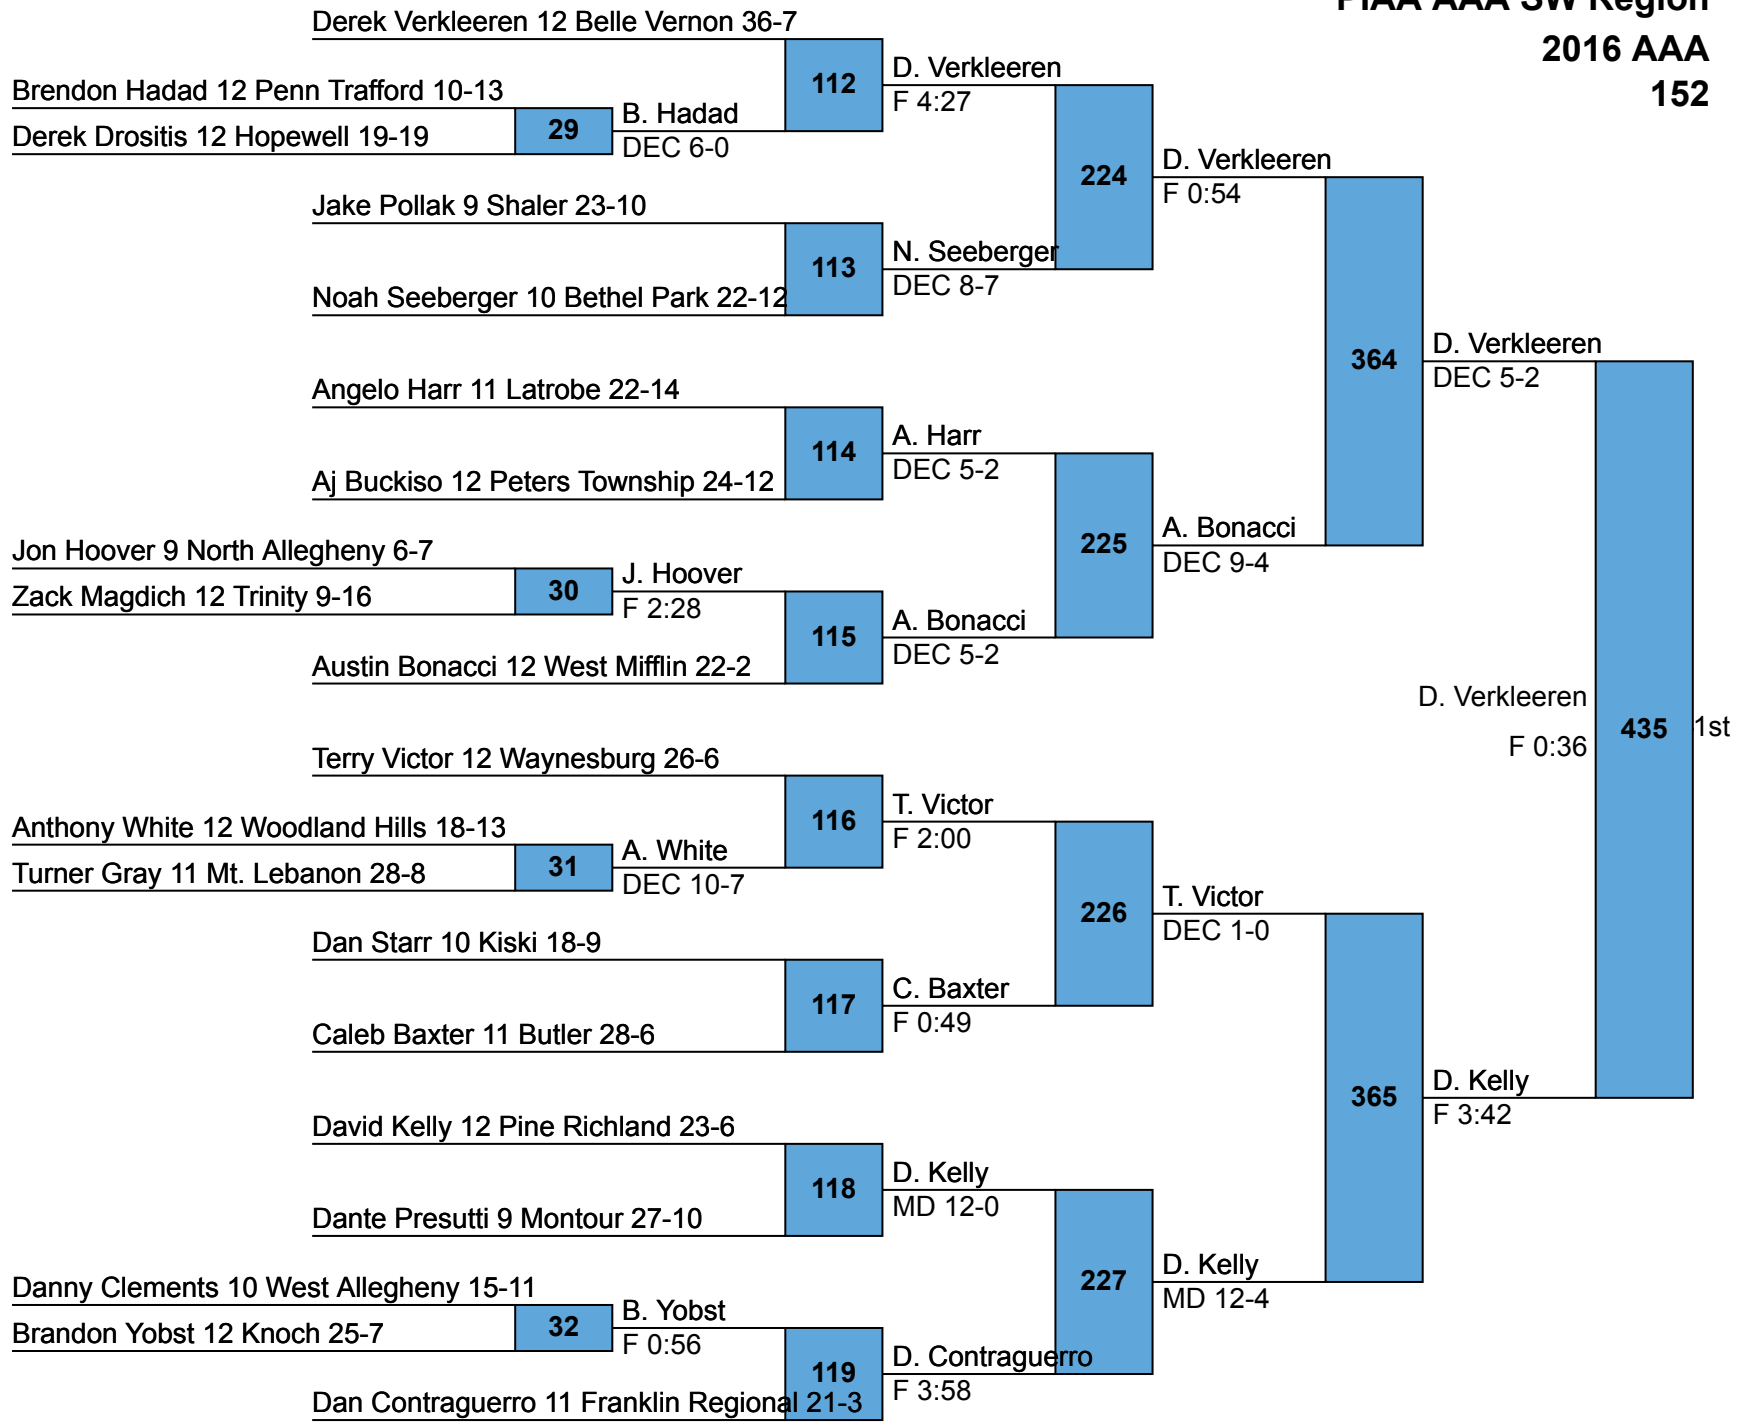 PIAA AAA SW Region
2016 AAA
152
Derek Verkleeren 12 Belle Vernon 36-7
112
D. Verkleeren
F 4:27
Brendon Hadad 12 Penn Trafford 10-13
29
B. Hadad
DEC 6-0
Derek Drositis 12 Hopewell 19-19
224
D. Verkleeren
F 0:54
Jake Pollak 9 Shaler 23-10
113
N. Seeberger
DEC 8-7
Noah Seeberger 10 Bethel Park 22-12
364
D. Verkleeren
DEC 5-2
Angelo Harr 11 Latrobe 22-14
114
A. Harr
DEC 5-2
Aj Buckiso 12 Peters Township 24-12
225
A. Bonacci
DEC 9-4
Jon Hoover 9 North Allegheny 6-7
30
J. Hoover
F 2:28
Zack Magdich 12 Trinity 9-16
115
A. Bonacci
DEC 5-2
Austin Bonacci 12 West Mifflin 22-2
D. Verkleeren
F 0:36
435
1st
Terry Victor 12 Waynesburg 26-6
116
T. Victor
F 2:00
Anthony White 12 Woodland Hills 18-13
31
A. White
DEC 10-7
Turner Gray 11 Mt. Lebanon 28-8
226
T. Victor
DEC 1-0
Dan Starr 10 Kiski 18-9
117
C. Baxter
F 0:49
Caleb Baxter 11 Butler 28-6
365
D. Kelly
F 3:42
David Kelly 12 Pine Richland 23-6
118
D. Kelly
MD 12-0
Dante Presutti 9 Montour 27-10
227
D. Kelly
MD 12-4
Danny Clements 10 West Allegheny 15-11
32
B. Yobst
F 0:56
Brandon Yobst 12 Knoch 25-7
119
D. Contraguerro
F 3:58
Dan Contraguerro 11 Franklin Regional 21-3